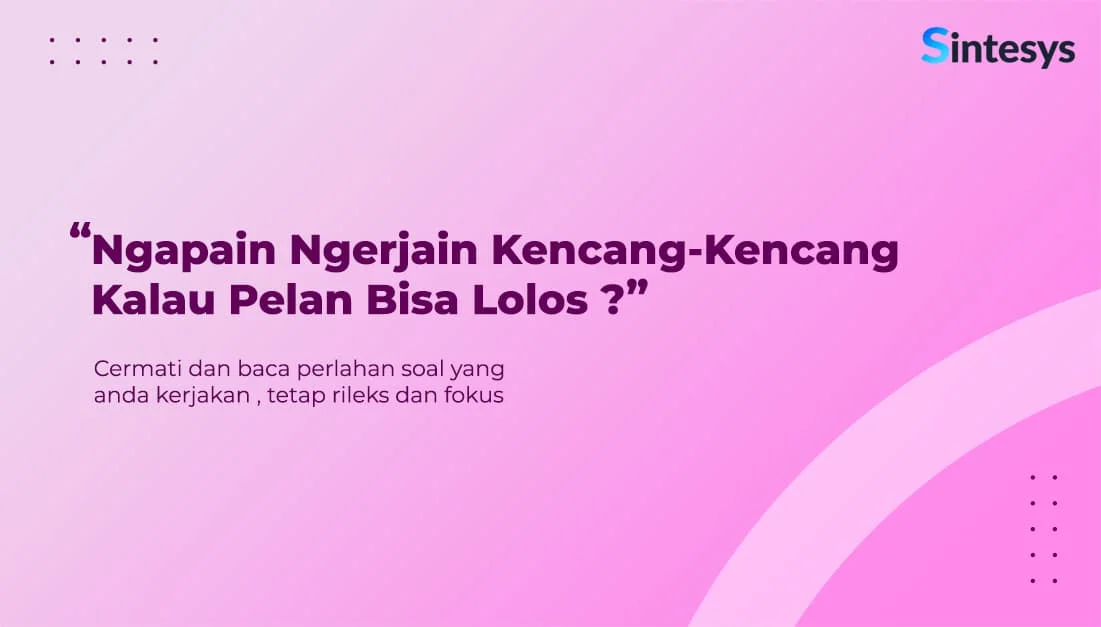 Sintesys
“Ngapain Ngerjain Kencang-Kencang
Kalau Pelan Bisa Lolos ?”
Cermati dan baca perlahan soal yang
anda kerjakan , tetap rileks dan fokus